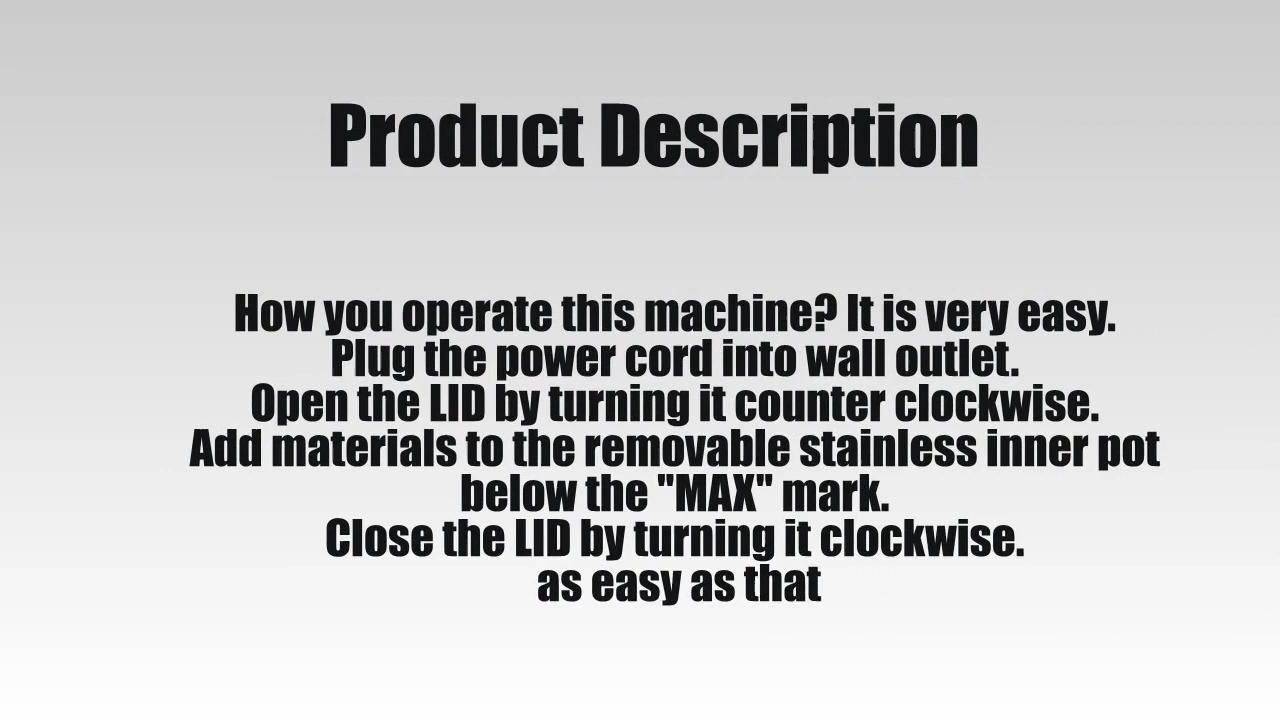 Product Description
How you operate this machine? It is very easy.
Plug the power cord into wall outlet.
Open the LID by turning it counter clockwise.
Add materials to the removable stainless inner pot
below the "MAX" mark.
Close the LID by turning it clockwise.
as easy as that